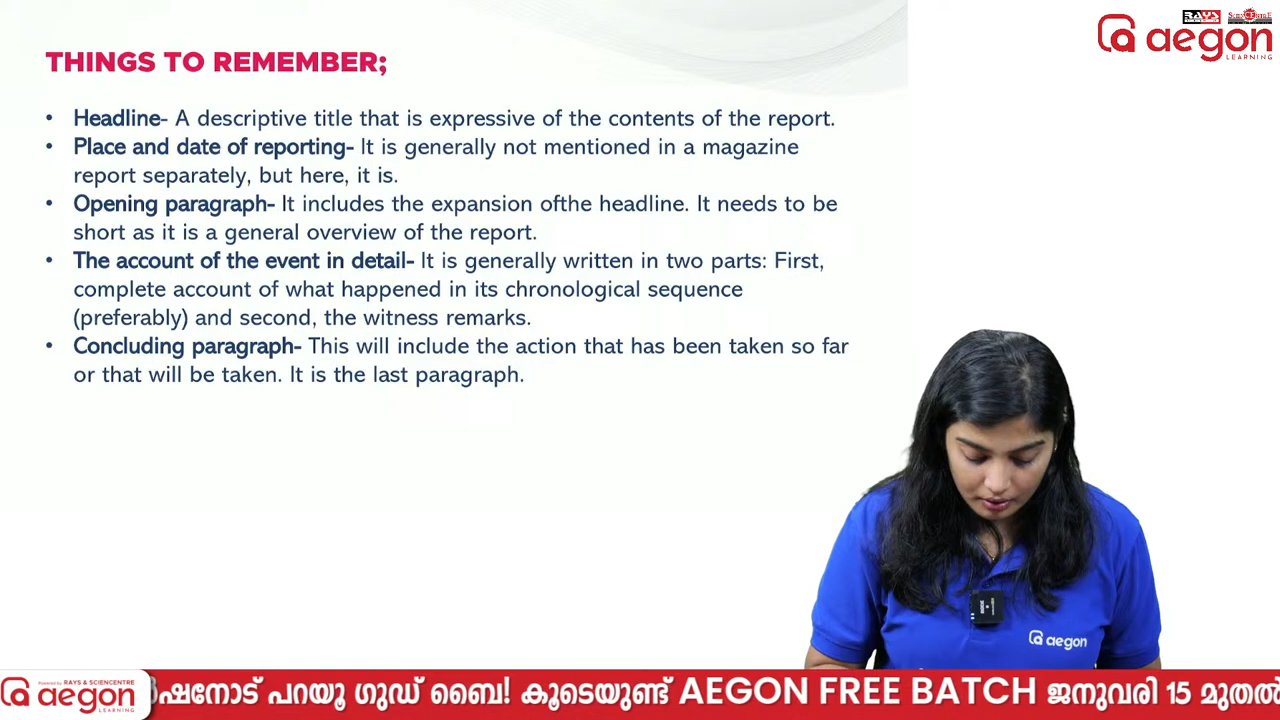 RAYS
aegon
LEARNING
THINGS TO REMEMBER;
• Headline- A descriptive title that is expressive of the contents of the report.
• Place and date of reporting- It is generally not mentioned in a magazine
report separately, but here, it is.
• Opening paragraph- It includes the expansion ofthe headline. It needs to be
short as it is a general overview of the report.
• The account of the event in detail- It is generally written in two parts: First,
complete account of what happened in its chronological sequence
(preferably) and second, the witness remarks.
• Concluding paragraph- This will include the action that has been taken so far
or that will be taken. It is the last paragraph.
aegon
Powered by RAYS & SCIENCENTRE
aegon
LEARNING
പറയൂ ഗുഡ് ബൈ! കൂടെയുണ്ട് AEGON FREE BATCH ജനുവരി 15 മുതൽ